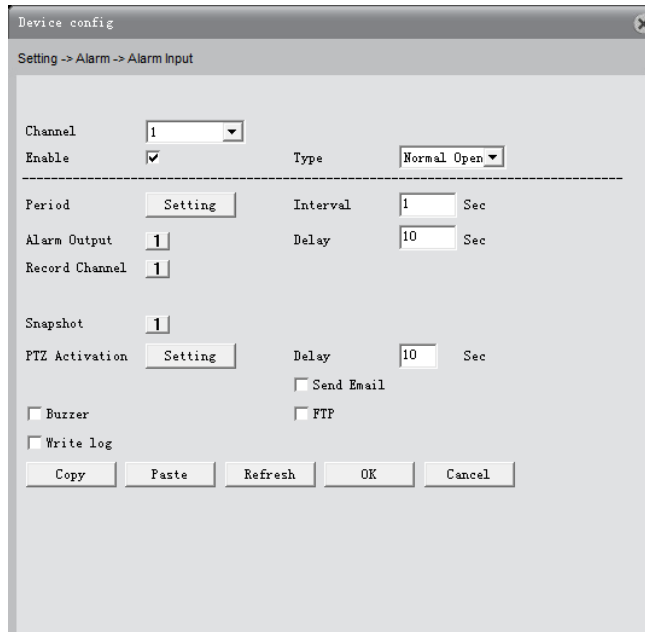 Device config
Setting -> Alarm -> Alarm Input
Channel 1
Enable Type Normal Open
Period Setting Interval 1 Sec
Alarm Output 1 Delay 10 Sec
Record Channel 1
Snapshot 1
PTZ Activation Setting Delay 10 Sec
Send Email
Buzzer FTP
Write log
Copy Paste Refresh OK Cancel